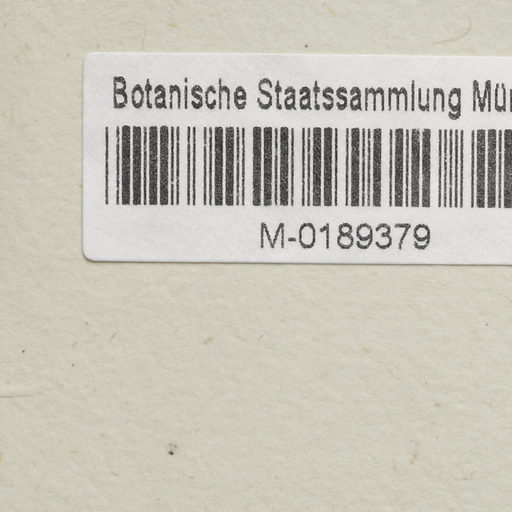 Botanische Staatssammlung Mün
M-0189379